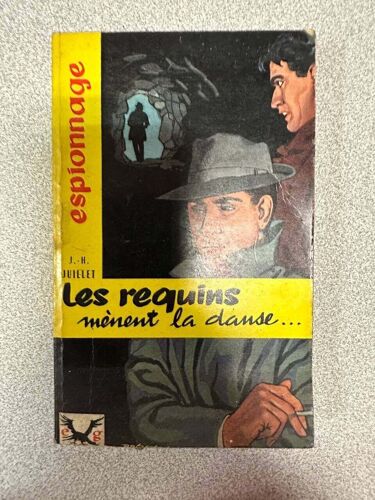 espionnage
J.-H.
JUILLET
Les requins
mènent la danse...
e g